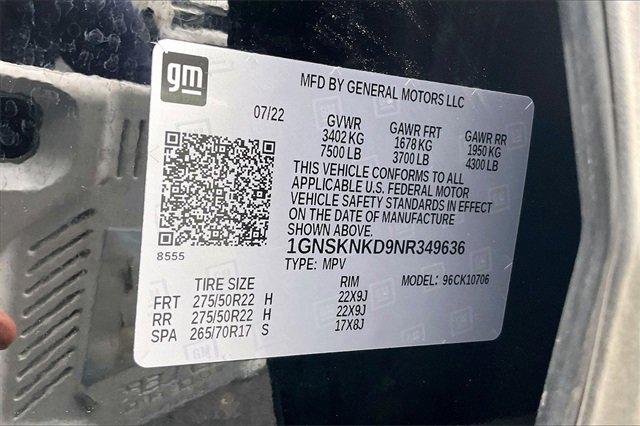 gm
MFD BY GENERAL MOTORS LLC
07/22
GVWR GAWR FRT GAWR RR
3402 KG 1678 KG 1950 KG
7500 LB 3700 LB 4300 LB
THIS VEHICLE CONFORMS TO ALL
APPLICABLE U.S. FEDERAL MOTOR
VEHICLE SAFETY STANDARDS IN EFFECT
ON THE DATE OF MANUFACTURE
SHOWN ABOVE.
8555
1GNSKNKD9NR349636
TYPE: MPV MODEL: 96CK10706
TIRE SIZE RIM
FRT 275/50R22 H 22X9J
RR 275/50R22 H 22X9J
SPA 265/70R17 S 17X8J